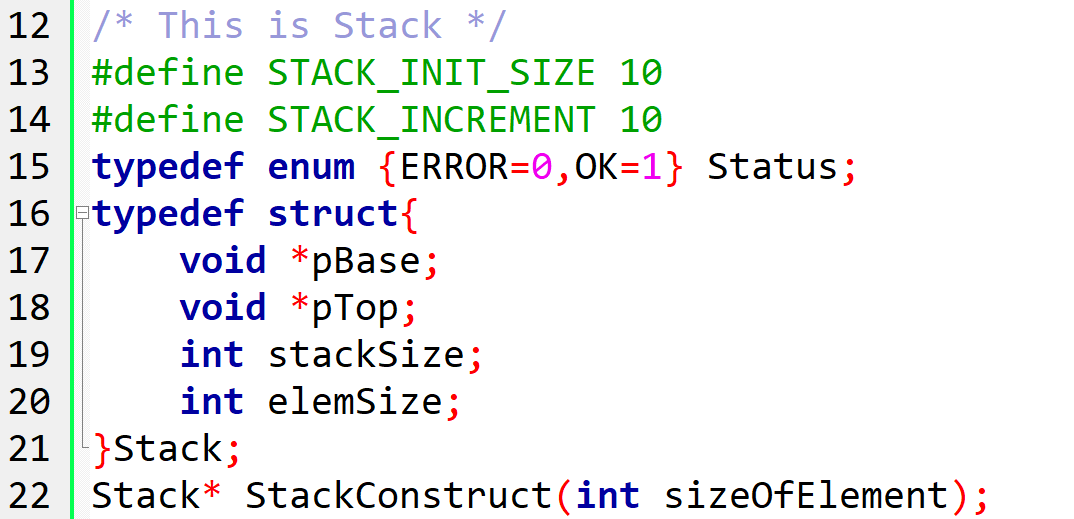 12 /* This is Stack */
13 #define STACK_INIT_SIZE 10
14 #define STACK_INCREMENT 10
15 typedef enum {ERROR=0,OK=1} Status;
16 typedef struct{
17     void *pBase;
18     void *pTop;
19     int stackSize;
20     int elemSize;
21 }Stack;
22 Stack* StackConstruct(int sizeOfElement);